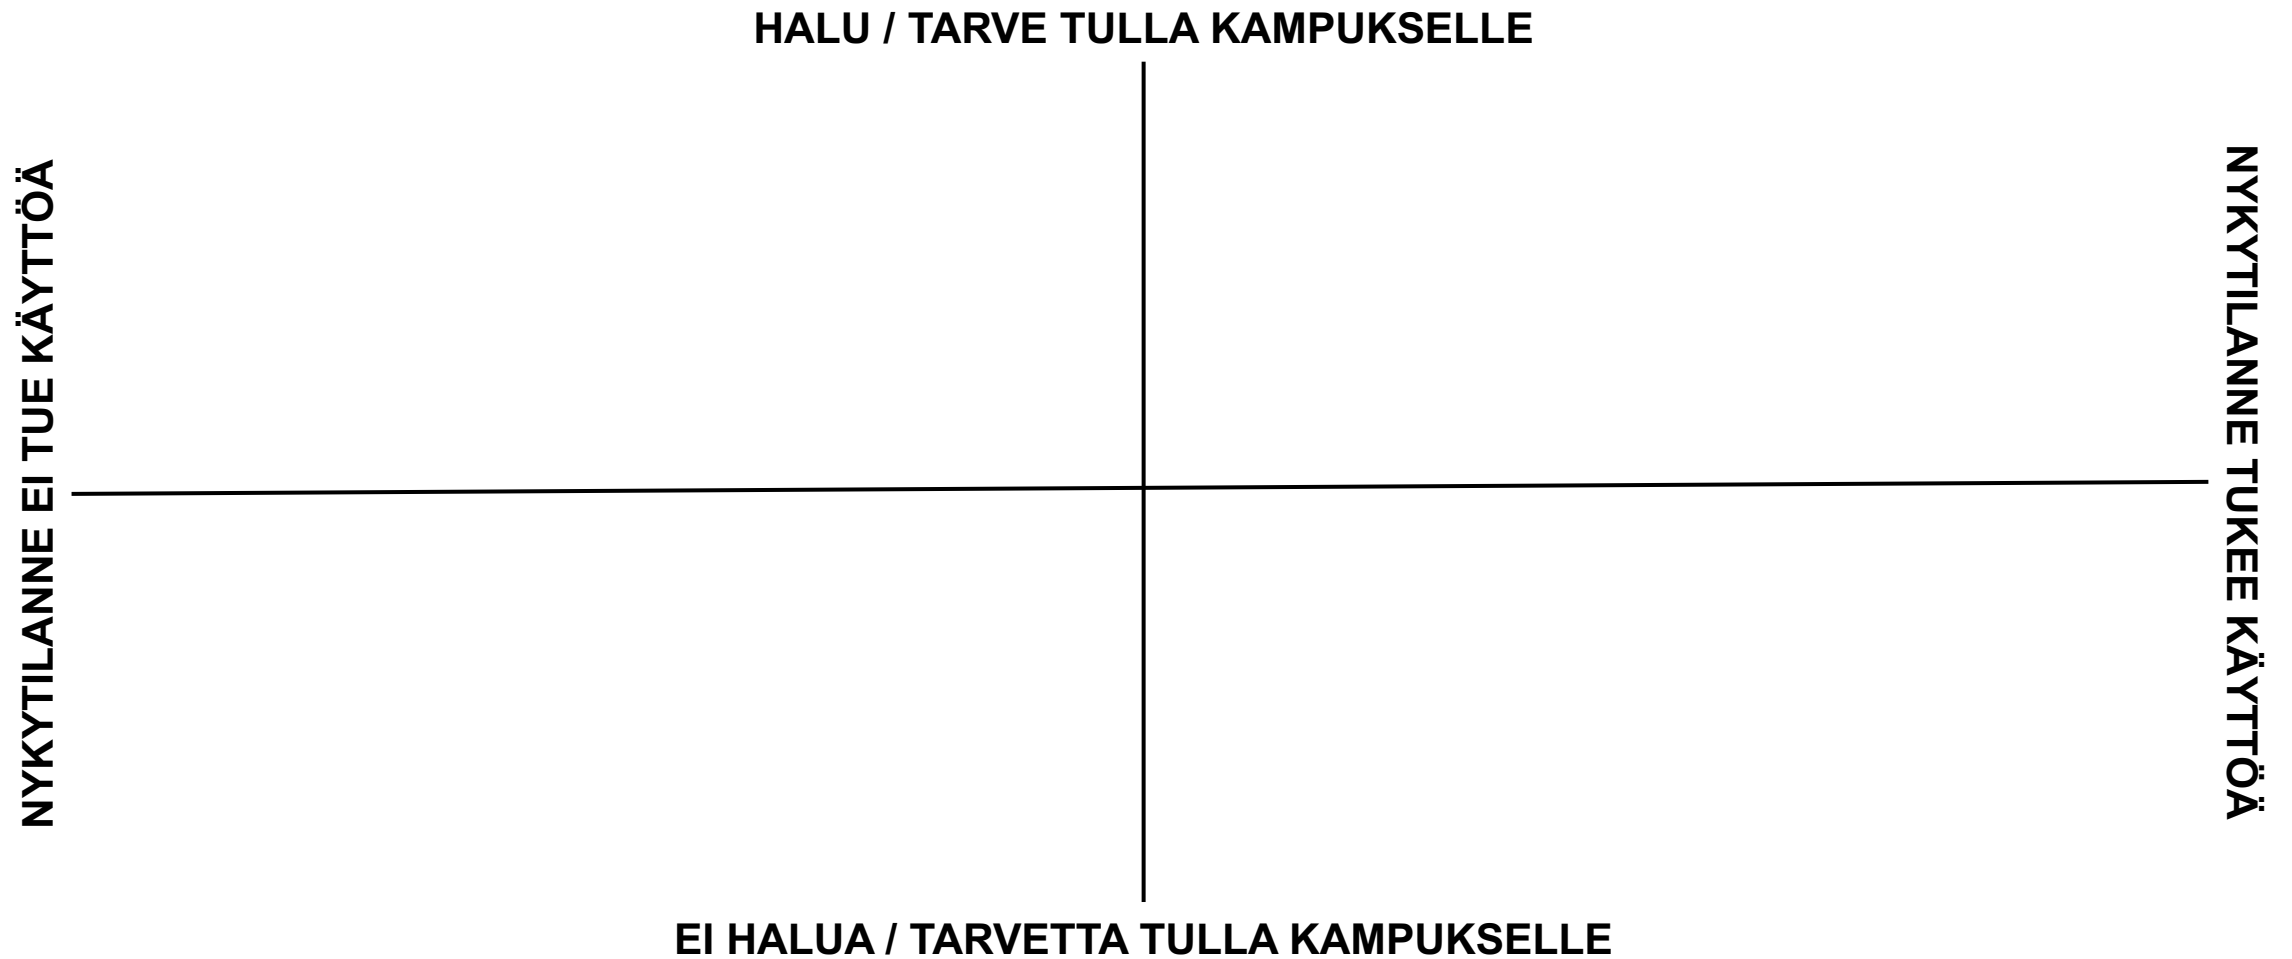 HALU / TARVE TULLA KAMPUKSELLE
NYKYTILANNE EI TUE KÄYTTÖÄ
NYKYTILANNE TUKEE KÄYTTÖÄ
EI HALUA / TARVETTA TULLA KAMPUKSELLE